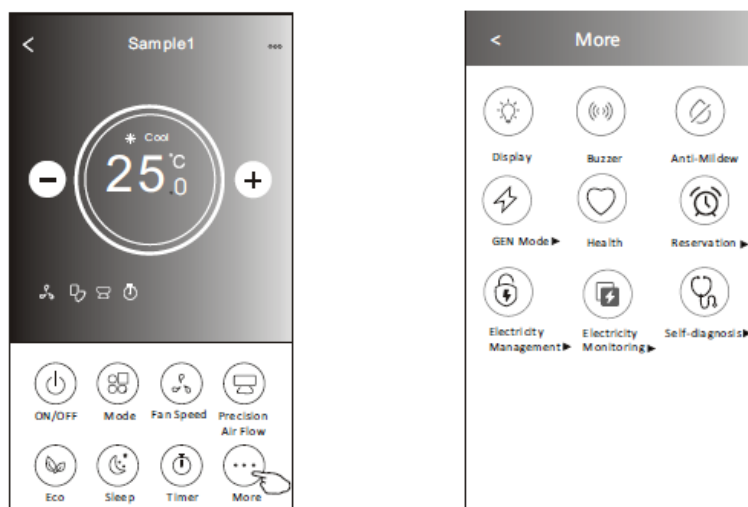 < Sample1 •••
Cool
25.0 °C
− +
ON/OFF Mode Fan Speed Precision Air Flow
Eco Sleep Timer More
< More
Display Buzzer Anti-Mildew
GEN Mode▶ Health Reservation▶
Electricity Management▶ Electricity Monitoring▶ Self-diagnosis▶